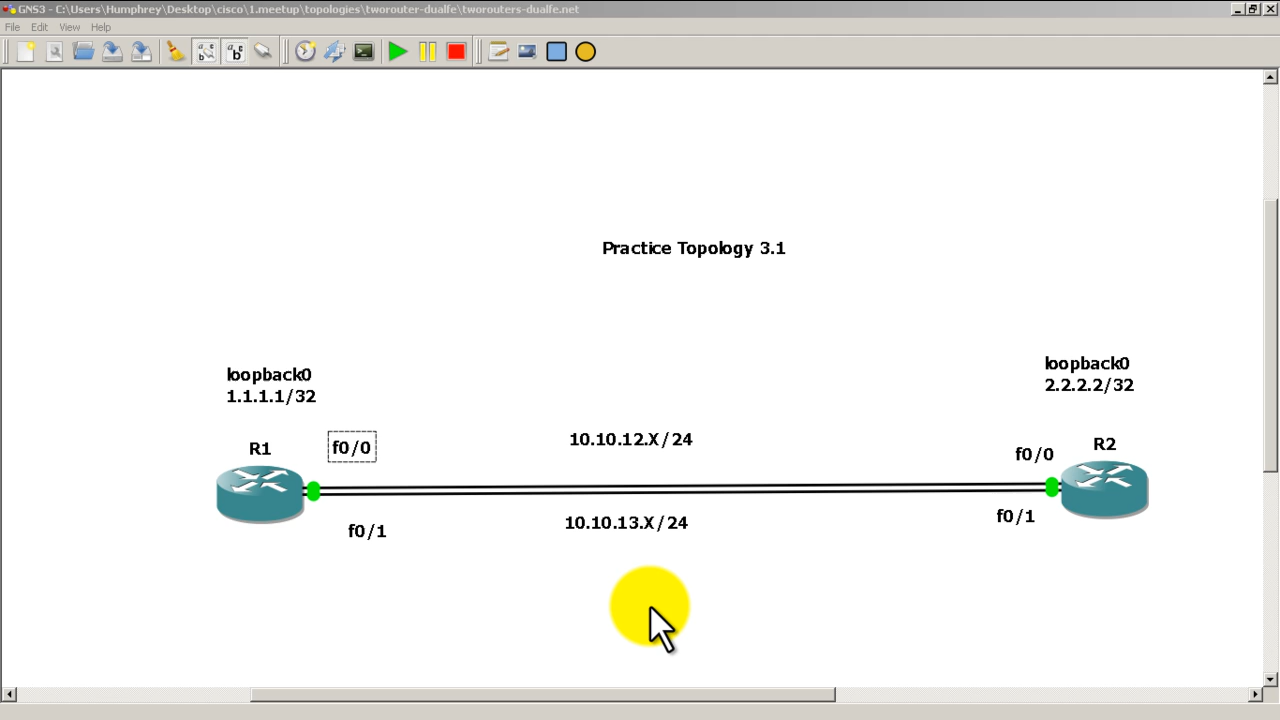 GNS3 - C:\Users\Humphrey\Desktop\cisco\1.meetup\topologies\tworouter-dualfe\tworouters-dualfe.net
File Edit View Help
Practice Topology 3.1
loopback0
1.1.1.1/32
loopback0
2.2.2.2/32
R1
f0/0
10.10.12.X/24
f0/0
R2
f0/1
10.10.13.X/24
f0/1